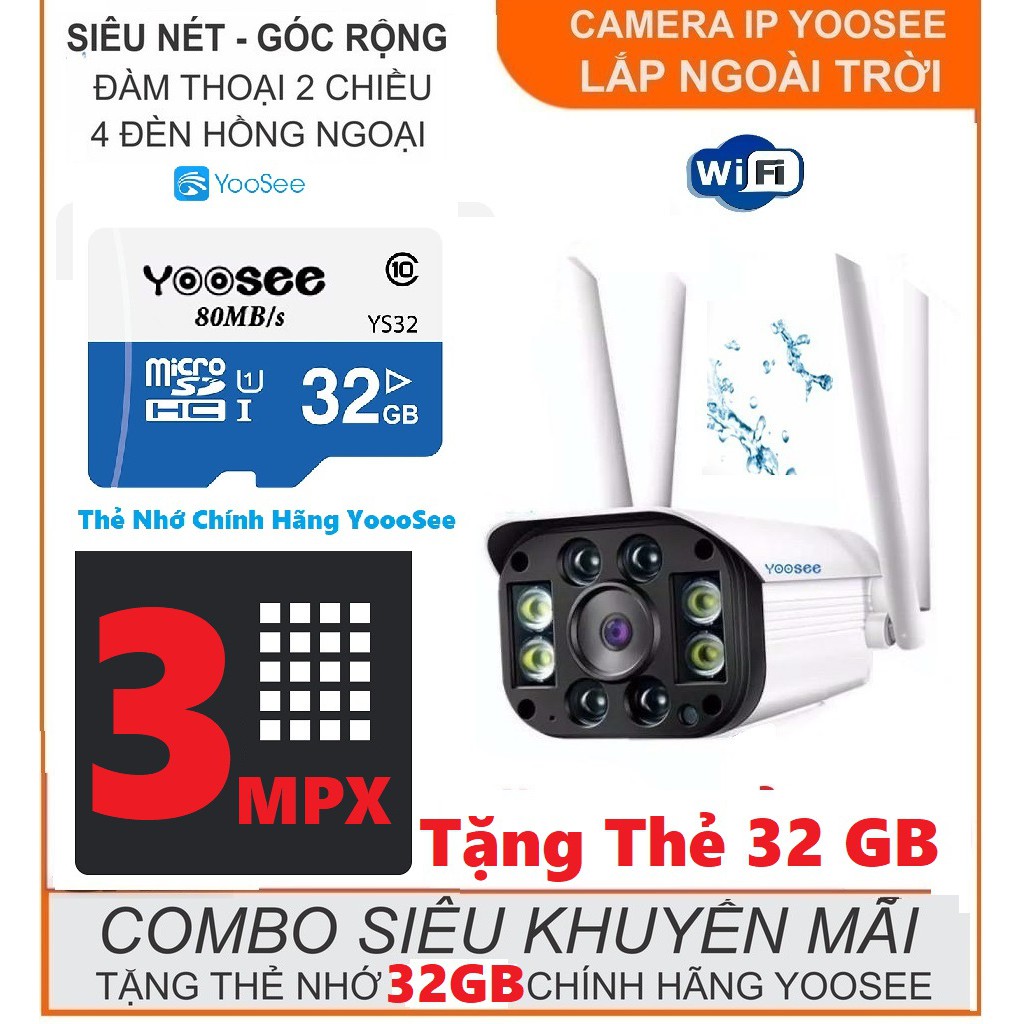 SIÊU NÉT - GÓC RỘNG
ĐÀM THOẠI 2 CHIỀU
4 ĐÈN HỒNG NGOẠI
YooSee
CAMERA IP YOOSEE
LẮP NGOÀI TRỜI
WiFi
YOOSEE
10
80MB/s
YS32
micro
SD
HC I
U1
32
GB
Thẻ Nhớ Chính Hãng YoooSee
YOOSEE
3
MPX
Tặng Thẻ 32 GB
COMBO SIÊU KHUYẾN MÃI
TẶNG THẺ NHỚ 32GB CHÍNH HÃNG YOOSEE